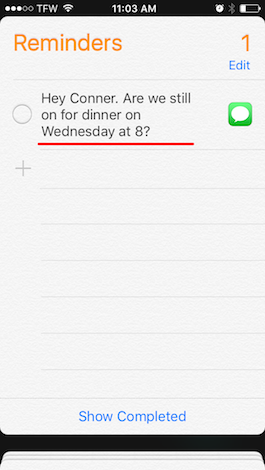 TFW 11:03 AM
Reminders 1
Edit
Hey Conner. Are we still
on for dinner on
Wednesday at 8?
Show Completed